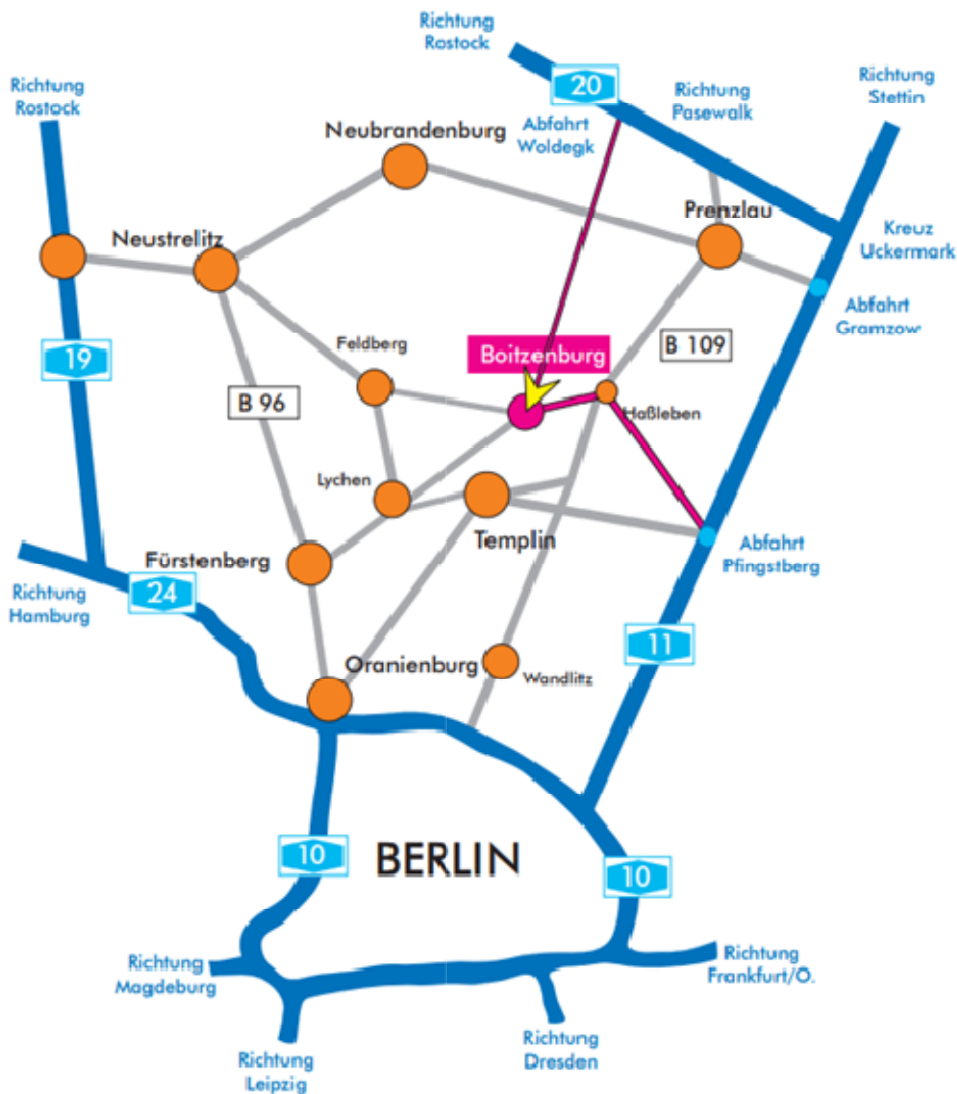 Richtung
Rostock
20
Richtung
Stettin
Richtung
Rostock
Richtung
Pasewalk
Abfahrt
Woldegk
Neubrandenburg
Prenzlau
Kreuz
Uckermark
Neustrelitz
Abfahrt
Gramzow
19
Feldberg
Boitzenburg
B 109
B 96
Haßleben
Lychen
Templin
Abfahrt
Pfingstberg
Fürstenberg
Richtung
Hamburg
24
11
Oranienburg
Wandlitz
10
BERLIN
10
Richtung
Magdeburg
Richtung
Frankfurt/O.
Richtung
Leipzig
Richtung
Dresden